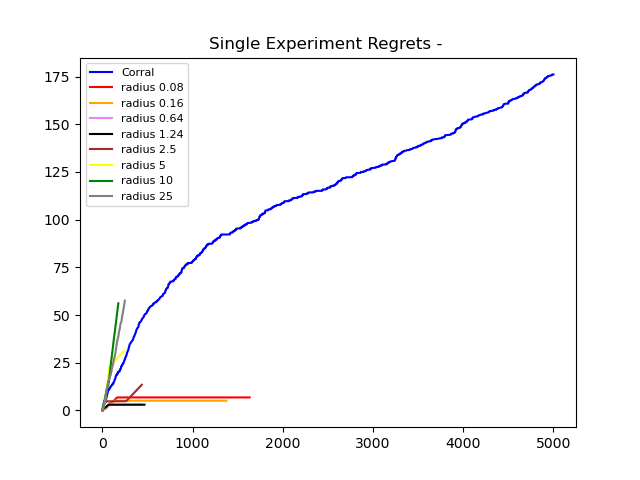 Single Experiment Regrets -
Corral
radius 0.08
radius 0.16
radius 0.64
radius 1.24
radius 2.5
radius 5
radius 10
radius 25
175
150
125
100
75
50
25
0
0 1000 2000 3000 4000 5000